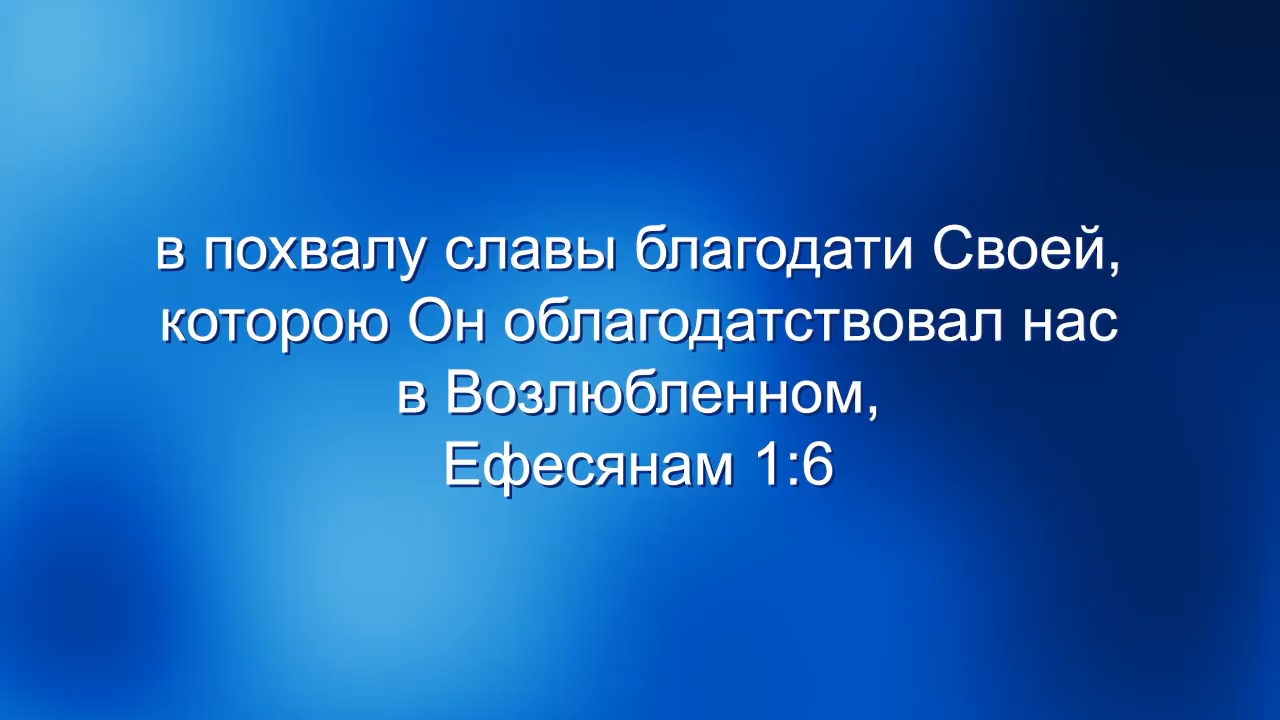 в похвалу славы благодати Своей,
которою Он облагодатствовал нас
в Возлюбленном,
Ефесянам 1:6